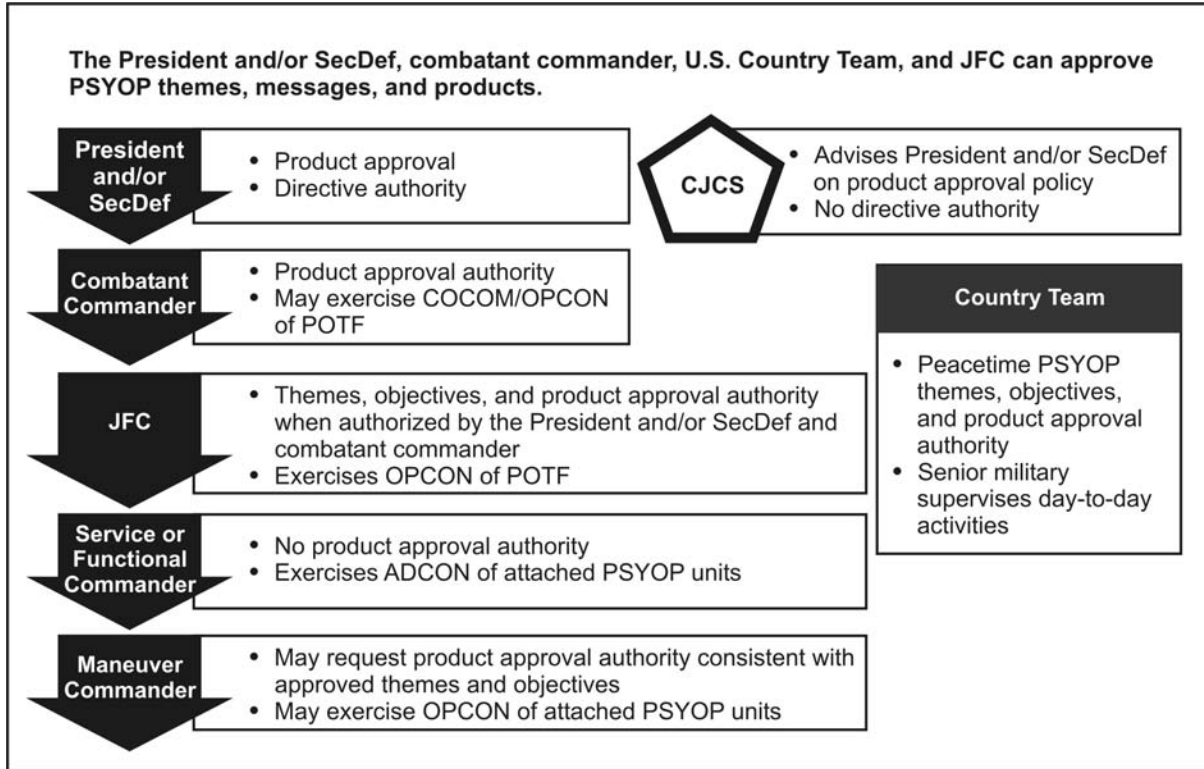 The President and/or SecDef, combatant commander, U.S. Country Team, and JFC can approve
PSYOP themes, messages, and products.
President
and/or
SecDef
• Product approval
• Directive authority
CJCS
• Advises President and/or SecDef
on product approval policy
• No directive authority
Combatant
Commander
• Product approval authority
• May exercise COCOM/OPCON
of POTF
Country Team
• Peacetime PSYOP
themes, objectives,
and product approval
authority
• Senior military
supervises day-to-day
activities
JFC
• Themes, objectives, and product approval authority
when authorized by the President and/or SecDef and
combatant commander
• Exercises OPCON of POTF
Service or
Functional
Commander
• No product approval authority
• Exercises ADCON of attached PSYOP units
Maneuver
Commander
• May request product approval authority consistent with
approved themes and objectives
• May exercise OPCON of attached PSYOP units